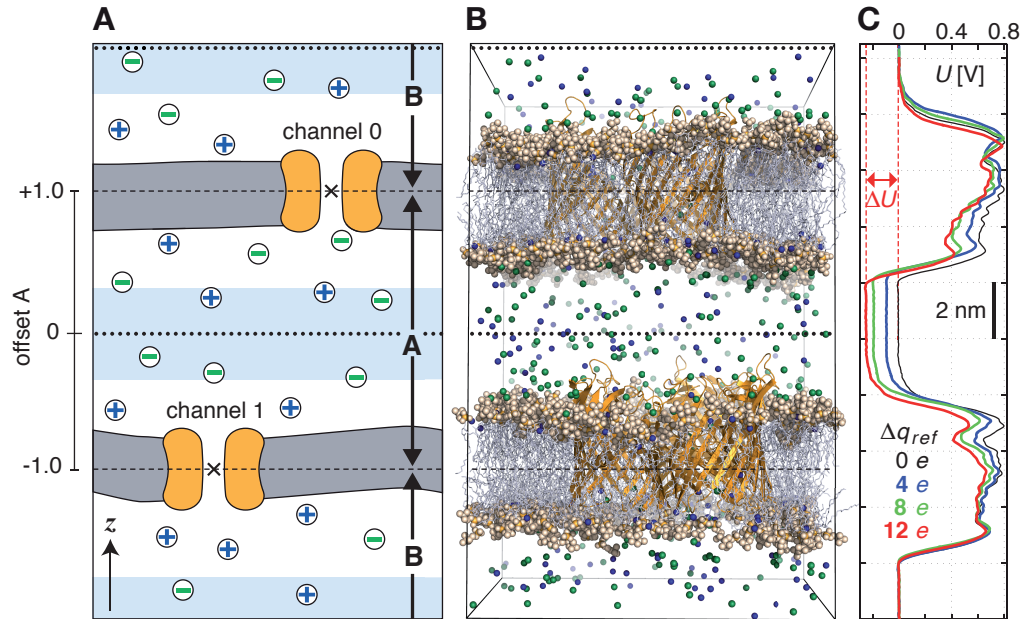 A
B
C
0
0.4
0.8
U [V]
B
channel 0
+1.0
ΔU
offset A
0
2 nm
A
channel 1
-1.0
Δq_ref
0 e
4 e
8 e
12 e
z
B